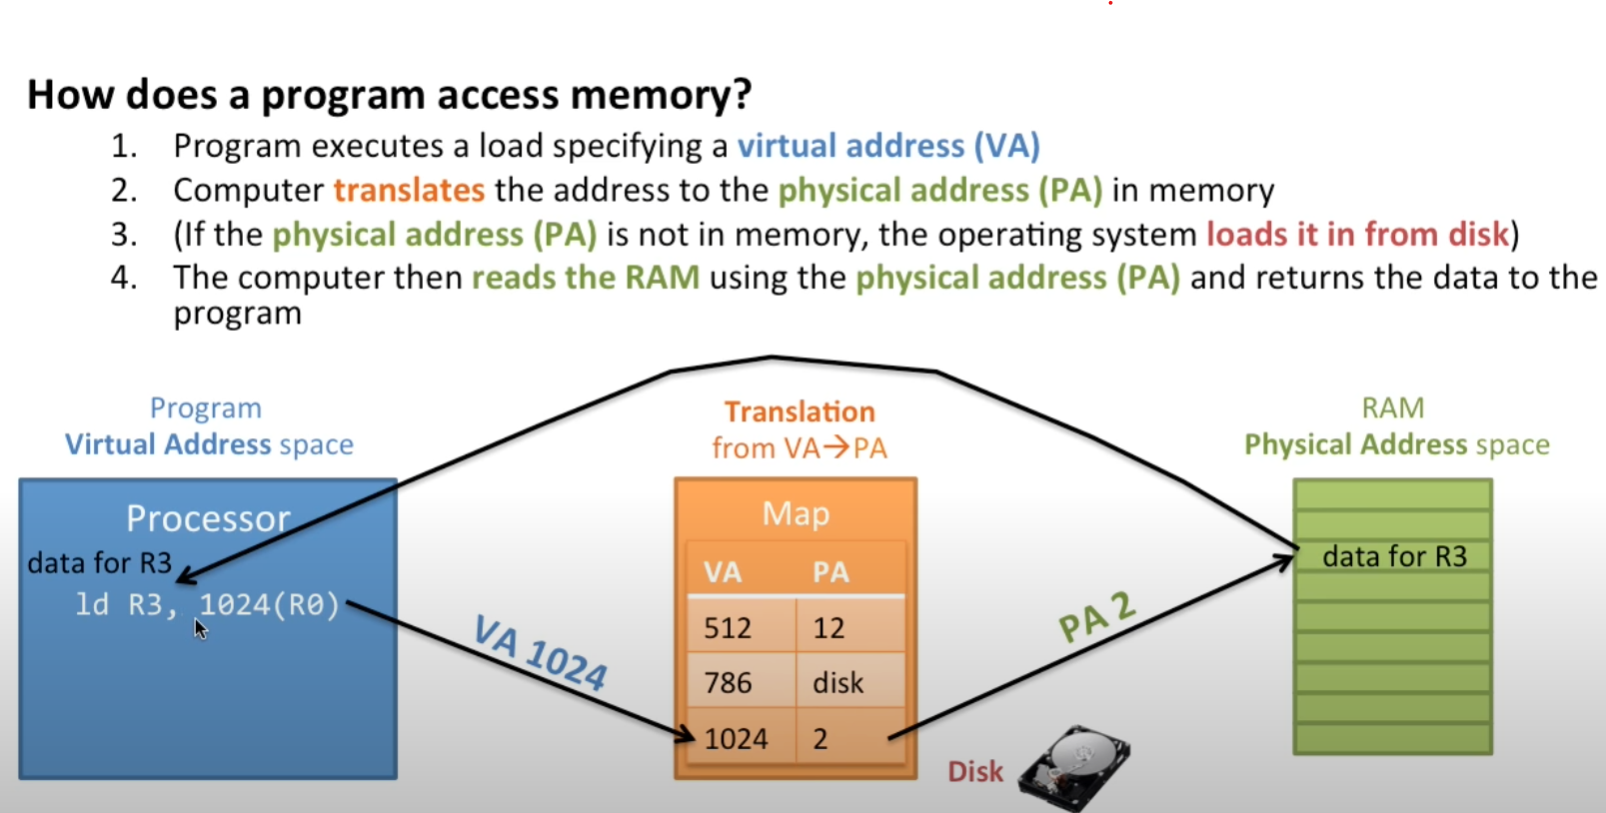 How does a program access memory?
1. Program executes a load specifying a virtual address (VA)
2. Computer translates the address to the physical address (PA) in memory
3. (If the physical address (PA) is not in memory, the operating system loads it in from disk)
4. The computer then reads the RAM using the physical address (PA) and returns the data to the
program
Program
Virtual Address space
Processor
data for R3
ld R3, 1024(R0)
VA 1024
Translation
from VA→PA
Map
VA PA
512 12
786 disk
1024 2
PA 2
Disk
RAM
Physical Address space
data for R3